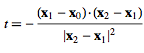 t = − (x₁ − x₀)·(x₂ − x₁) / |x₂ − x₁|²